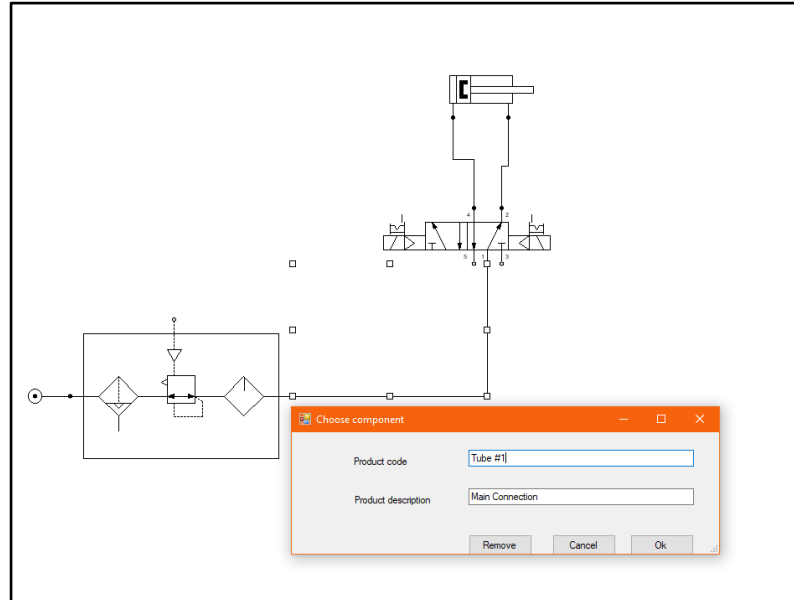 4 2
5 1 3
Choose component
Product code Tube #1
Product description Main Connection
Remove Cancel Ok